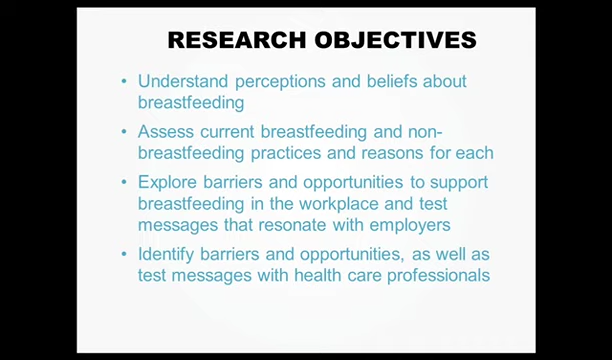 RESEARCH OBJECTIVES
• Understand perceptions and beliefs about
breastfeeding
• Assess current breastfeeding and non-
breastfeeding practices and reasons for each
• Explore barriers and opportunities to support
breastfeeding in the workplace and test
messages that resonate with employers
• Identify barriers and opportunities, as well as
test messages with health care professionals